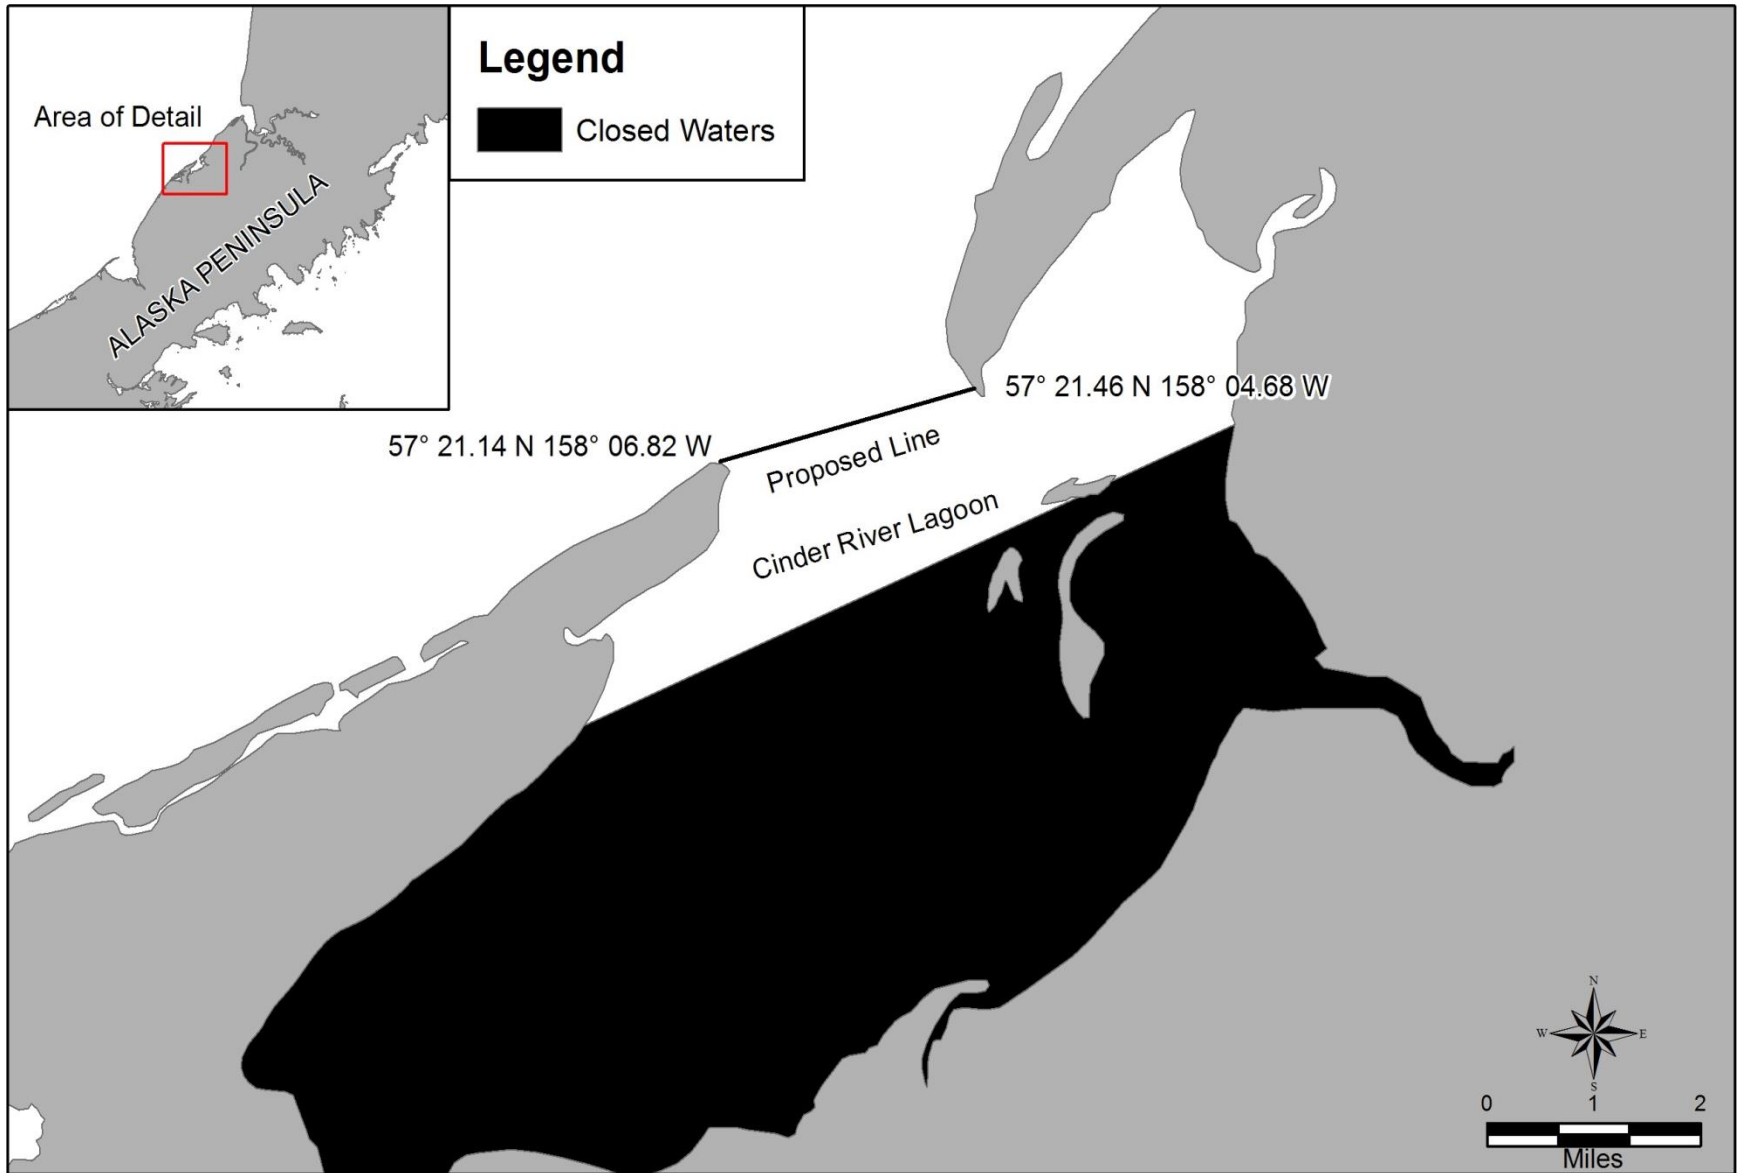 Area of Detail
ALASKA PENINSULA
Legend
Closed Waters
57° 21.46 N 158° 04.68 W
57° 21.14 N 158° 06.82 W
Proposed Line
Cinder River Lagoon
N
W E
S
0 1 2
Miles